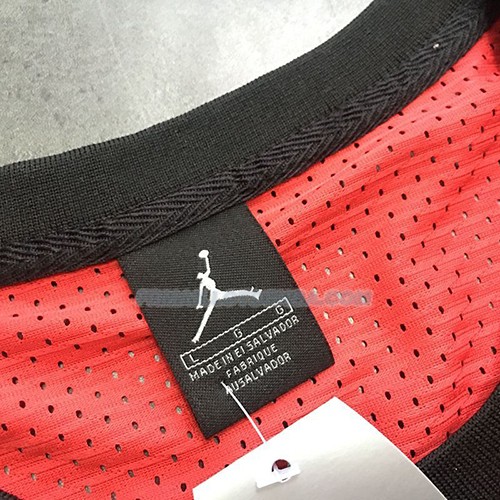 L G G
MADE IN El SALVADOR
FABRIQUE
AUSALVADOR